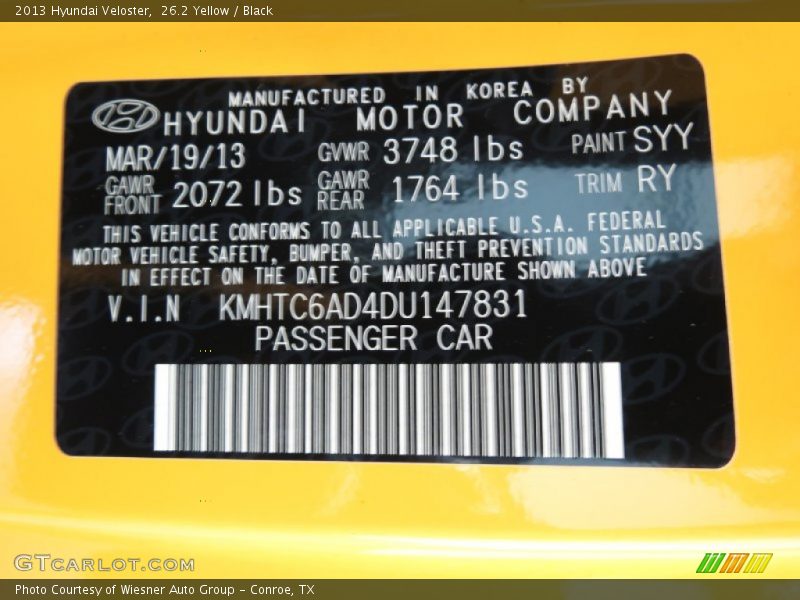 2013 Hyundai Veloster,  26.2 Yellow / Black
MANUFACTURED IN KOREA BY
HYUNDAI MOTOR COMPANY
MAR/19/13 GVWR 3748 lbs PAINT SYY
GAWR FRONT 2072 lbs GAWR REAR 1764 lbs TRIM RY
THIS VEHICLE CONFORMS TO ALL APPLICABLE U.S.A. FEDERAL
MOTOR VEHICLE SAFETY, BUMPER, AND THEFT PREVENTION STANDARDS
IN EFFECT ON THE DATE OF MANUFACTURE SHOWN ABOVE
V.I.N KMHTC6AD4DU147831
PASSENGER CAR
GTCARLOT.COM
Photo Courtesy of Wiesner Auto Group - Conroe, TX